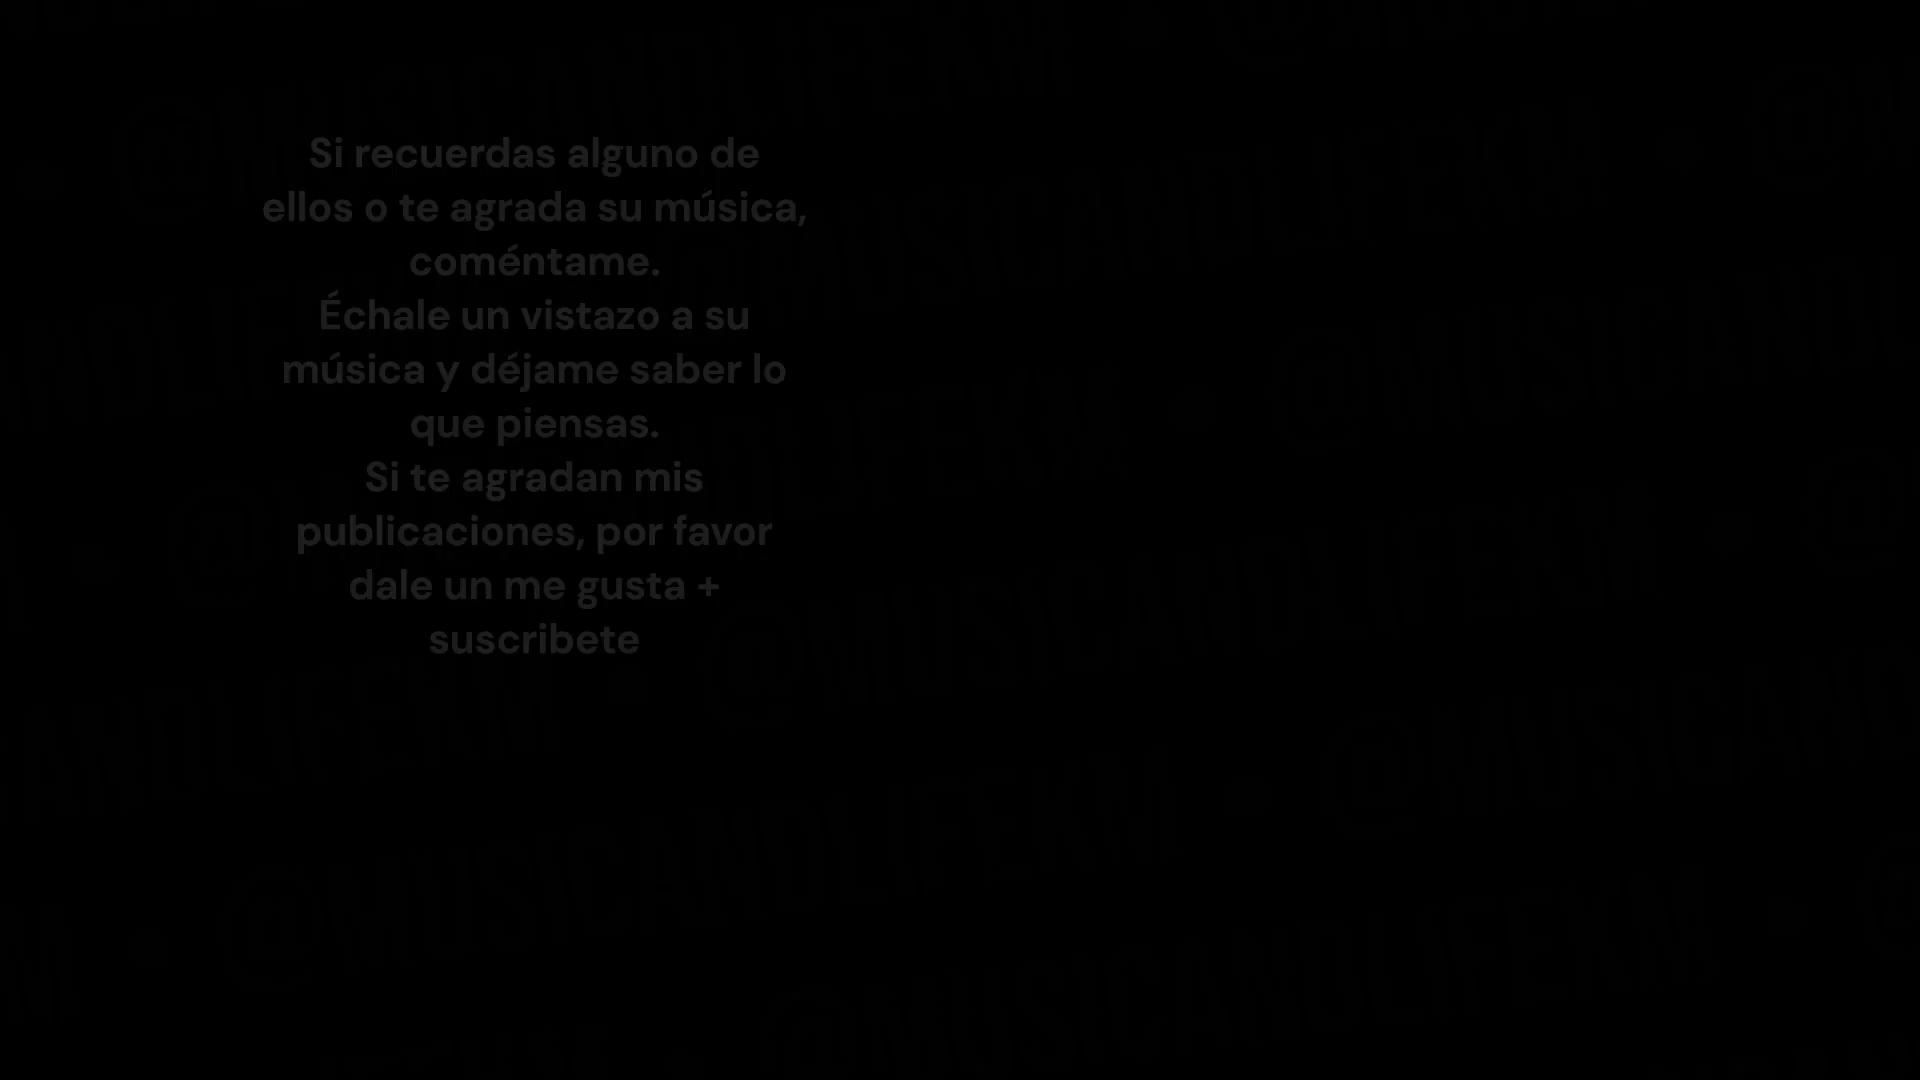 Si recuerdas alguno de
ellos o te agrada su música,
coméntame.
Échale un vistazo a su
música y déjame saber lo
que piensas.
Si te agradan mis
publicaciones, por favor
dale un me gusta +
suscribete